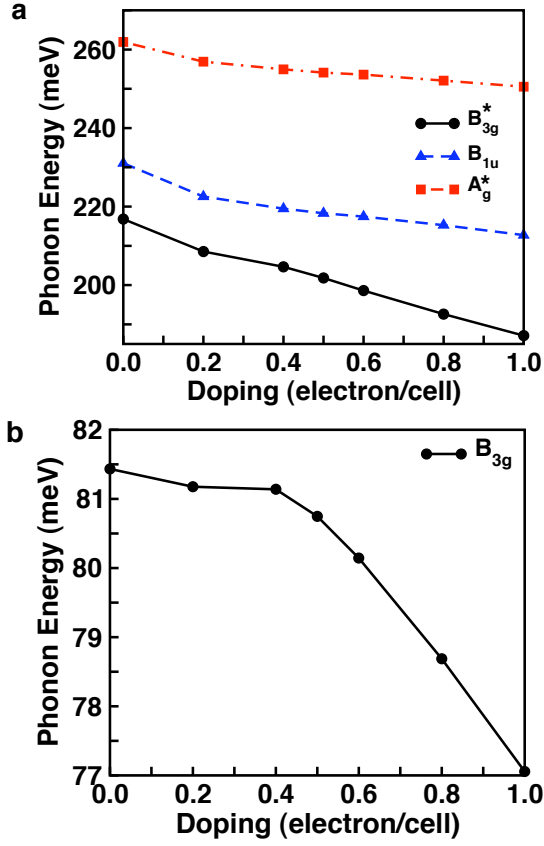 a
Phonon Energy (meV)
260
240
220
200
B*3g
B1u
A*g
0.0 0.2 0.4 0.6 0.8 1.0
Doping (electron/cell)
b
Phonon Energy (meV)
82
81
80
79
78
77
B3g
0.0 0.2 0.4 0.6 0.8 1.0
Doping (electron/cell)